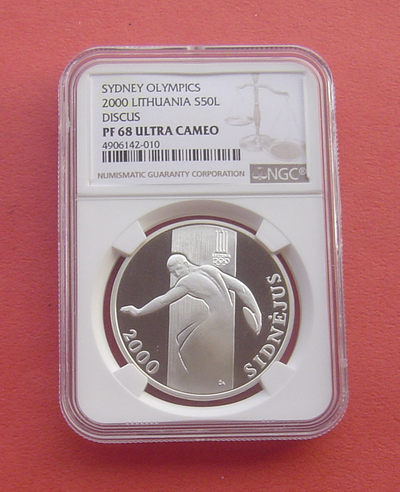 SYDNEY OLYMPICS
2000 LITHUANIA S50L
DISCUS
PF 68 ULTRA CAMEO
4906142-010
NUMISMATIC GUARANTY CORPORATION
NGC®
2000
SIDNĖJUS